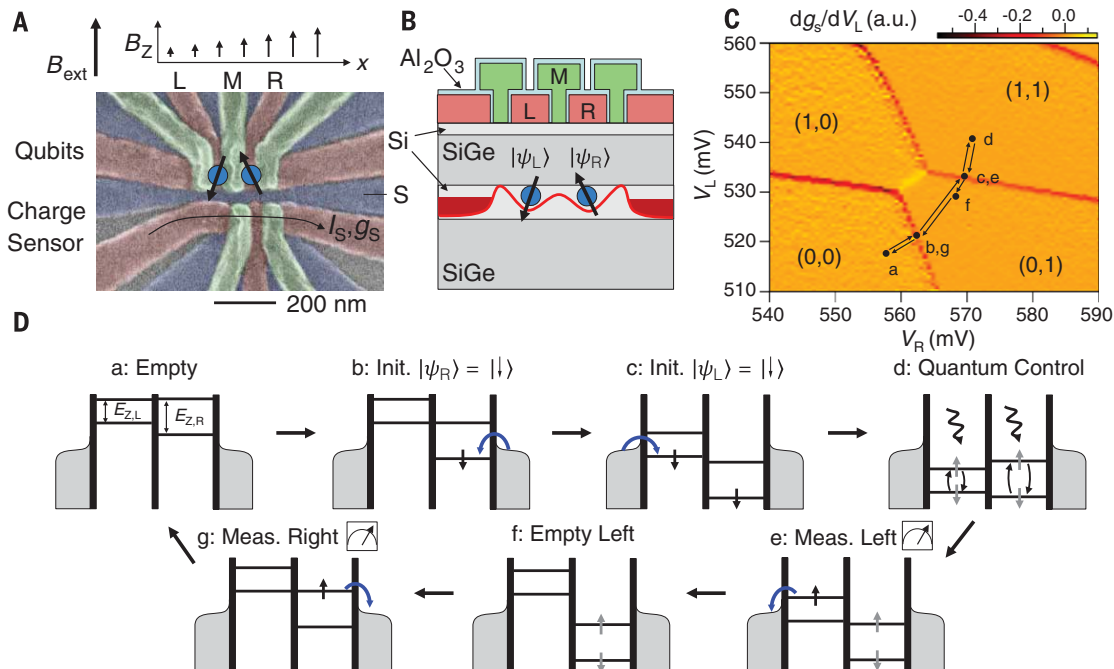 A
B_ext
B_Z
x
L M R
Qubits
Charge
Sensor
S
I_S,g_S
200 nm
B
Al₂O₃
M
L R
Si
SiGe
|ψ_L⟩ |ψ_R⟩
SiGe
C
dg_s/dV_L (a.u.)
-0.4 -0.2 0.0
560
550
540
530
520
510
V_L (mV)
(1,0)
(1,1)
(0,0)
(0,1)
d
c,e
f
b,g
a
540 550 560 570 580 590
V_R (mV)
D
a: Empty
E_Z,L
E_Z,R
b: Init. |ψ_R⟩ = |↓⟩
c: Init. |ψ_L⟩ = |↓⟩
d: Quantum Control
g: Meas. Right
f: Empty Left
e: Meas. Left